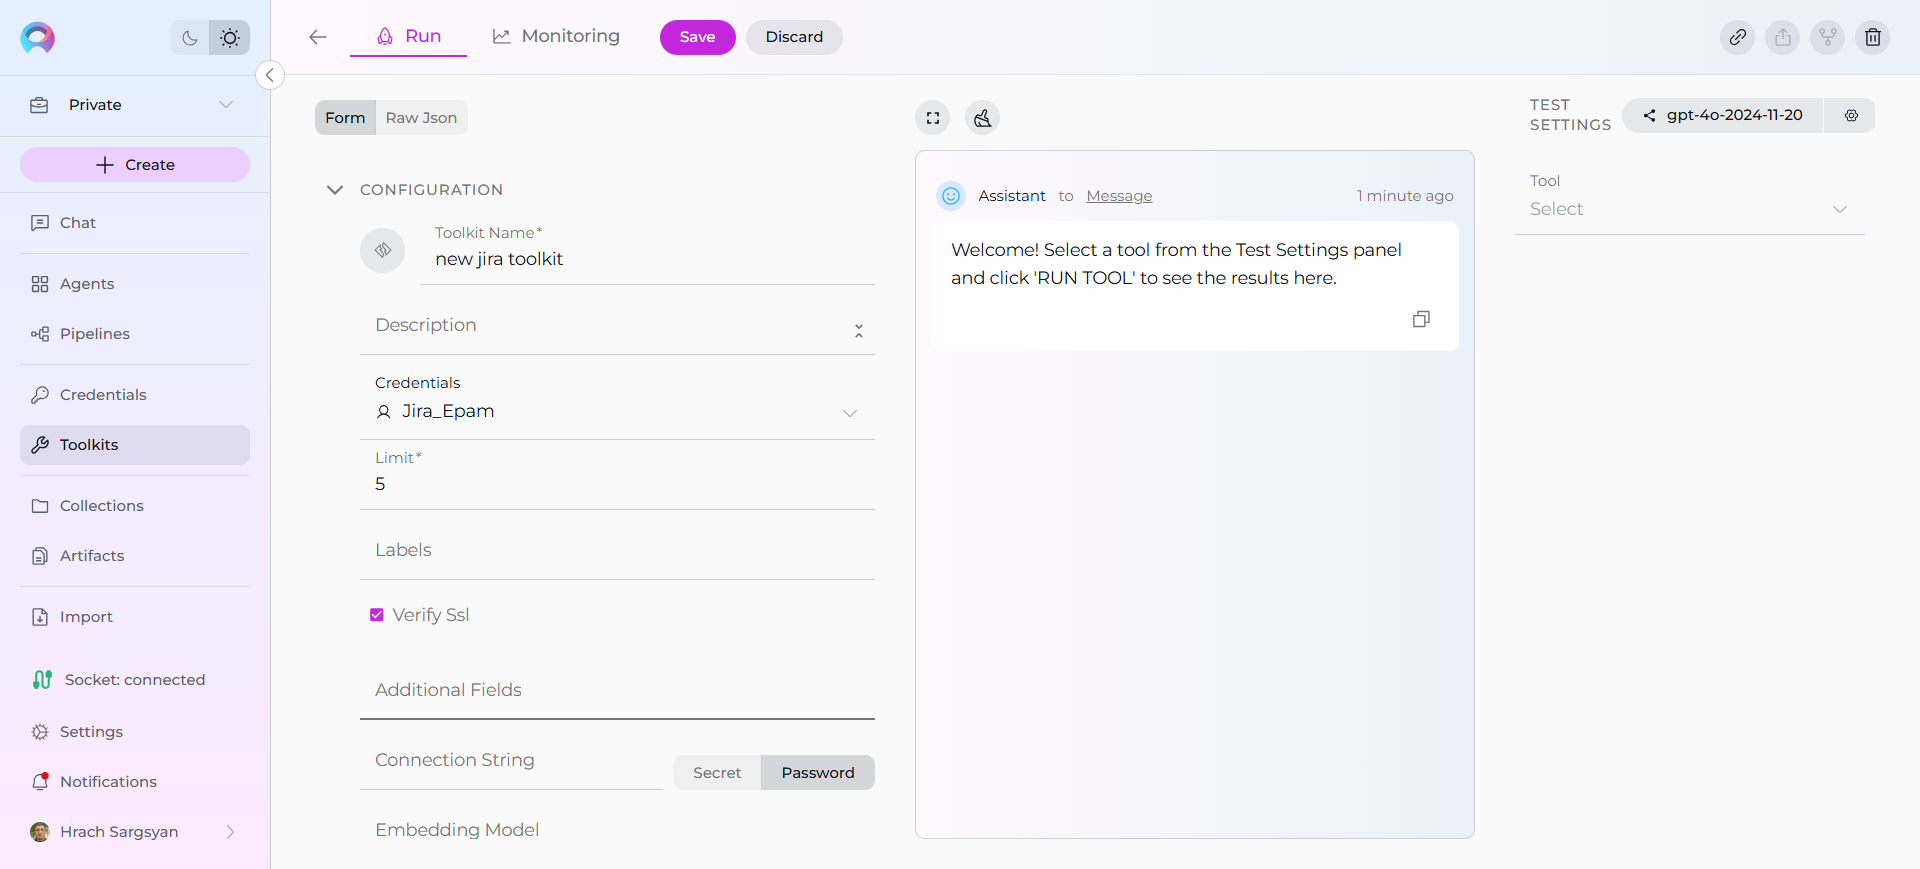 Private
Create
Chat
Agents
Pipelines
Credentials
Toolkits
Collections
Artifacts
Import
Socket: connected
Settings
Notifications
Hrach Sargsyan
Run
Monitoring
Save
Discard
Form
Raw Json
CONFIGURATION
Toolkit Name*
new jira toolkit
Description
Credentials
Jira_Epam
Limit*
5
Labels
Verify Ssl
Additional Fields
Connection String
Secret
Password
Embedding Model
Assistant to Message
1 minute ago
Welcome! Select a tool from the Test Settings panel
and click 'RUN TOOL' to see the results here.
TEST
SETTINGS
gpt-4o-2024-11-20
Tool
Select